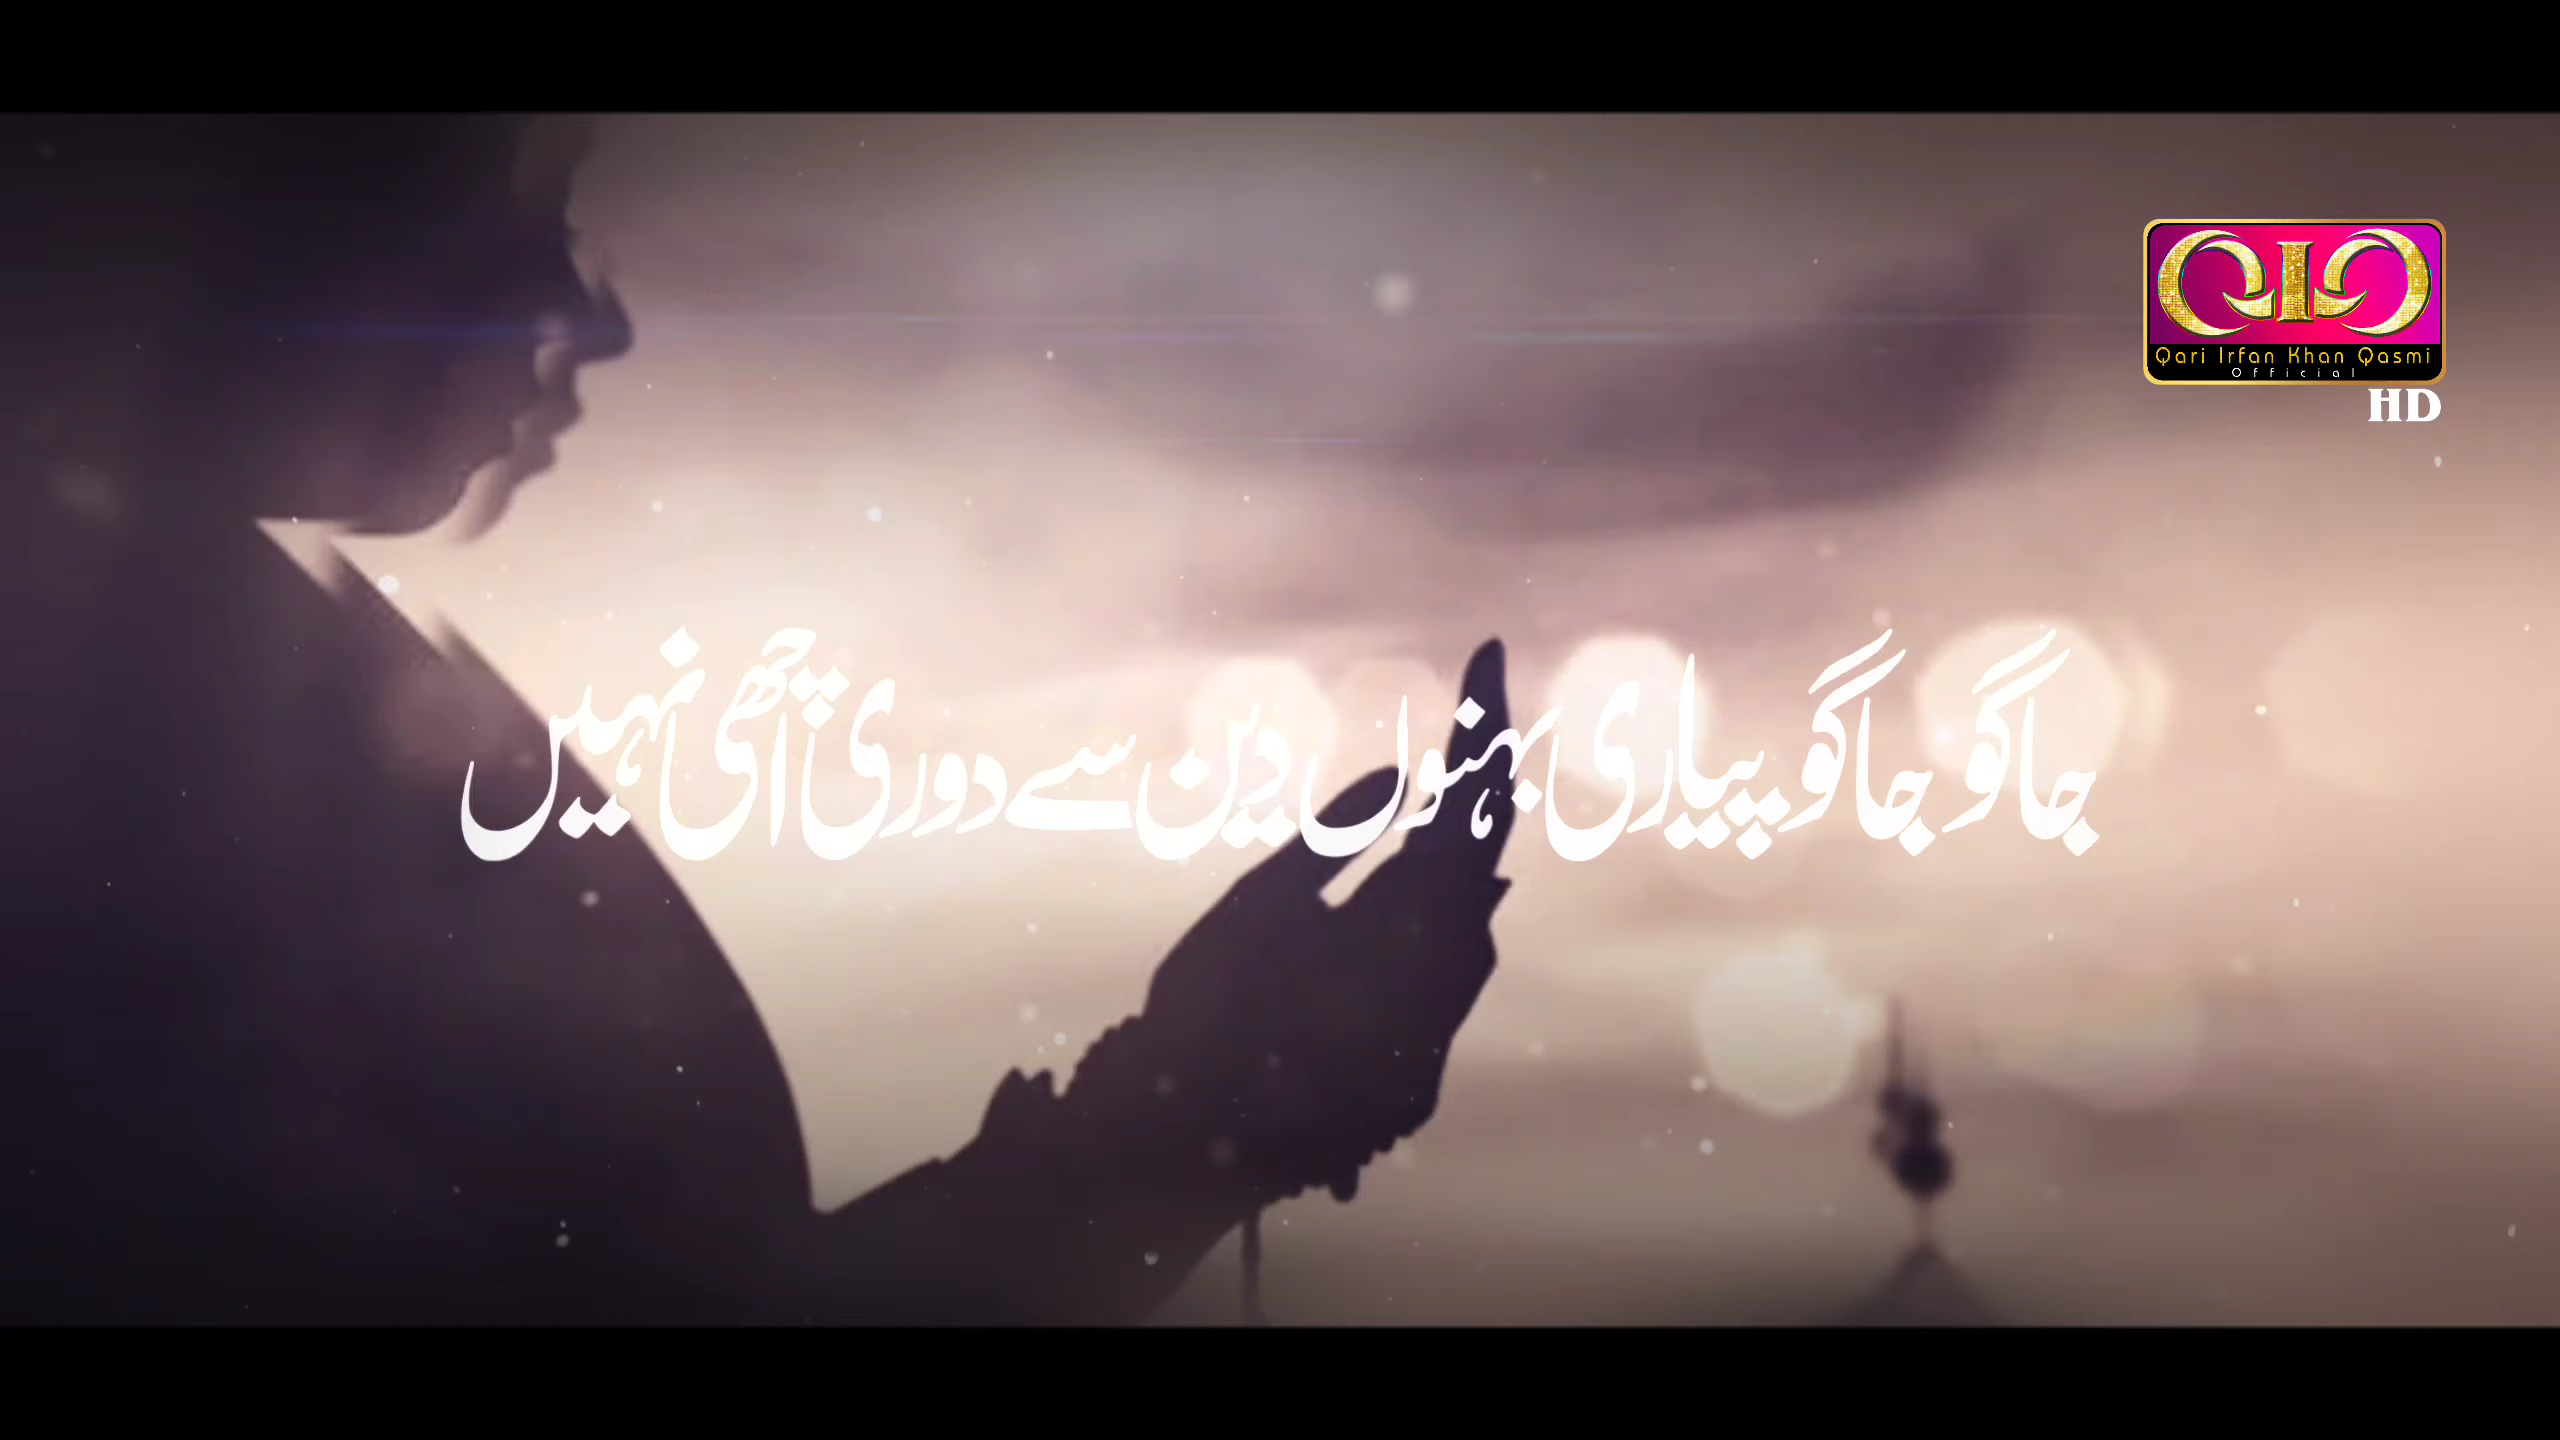 Qari Irfan Khan Qasmi
Official
HD
جاگو جاگو پیاری بہنوں دین سے دوری اچھی نہیں